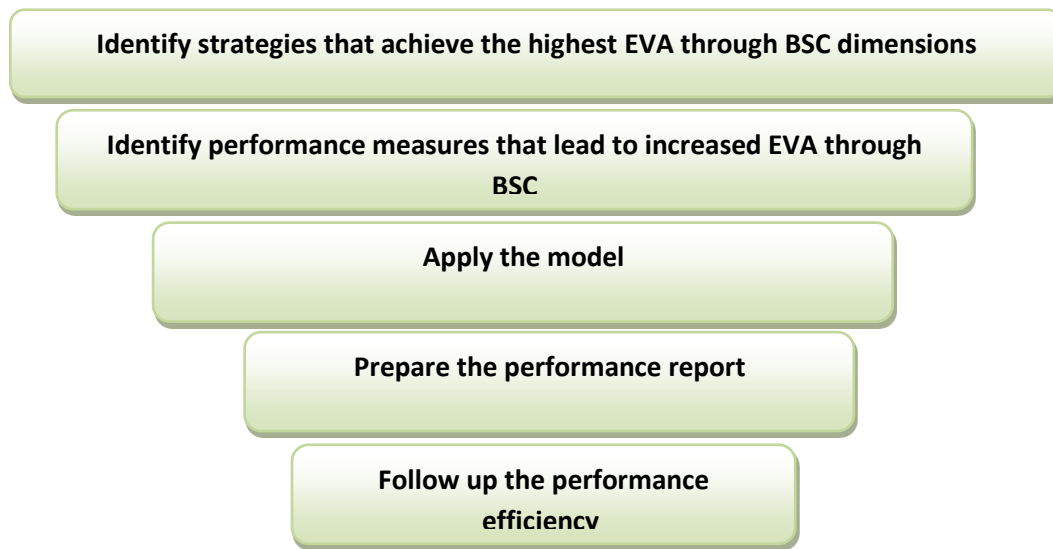 Identify strategies that achieve the highest EVA through BSC dimensions
Identify performance measures that lead to increased EVA through
BSC
Apply the model
Prepare the performance report
Follow up the performance
efficiency